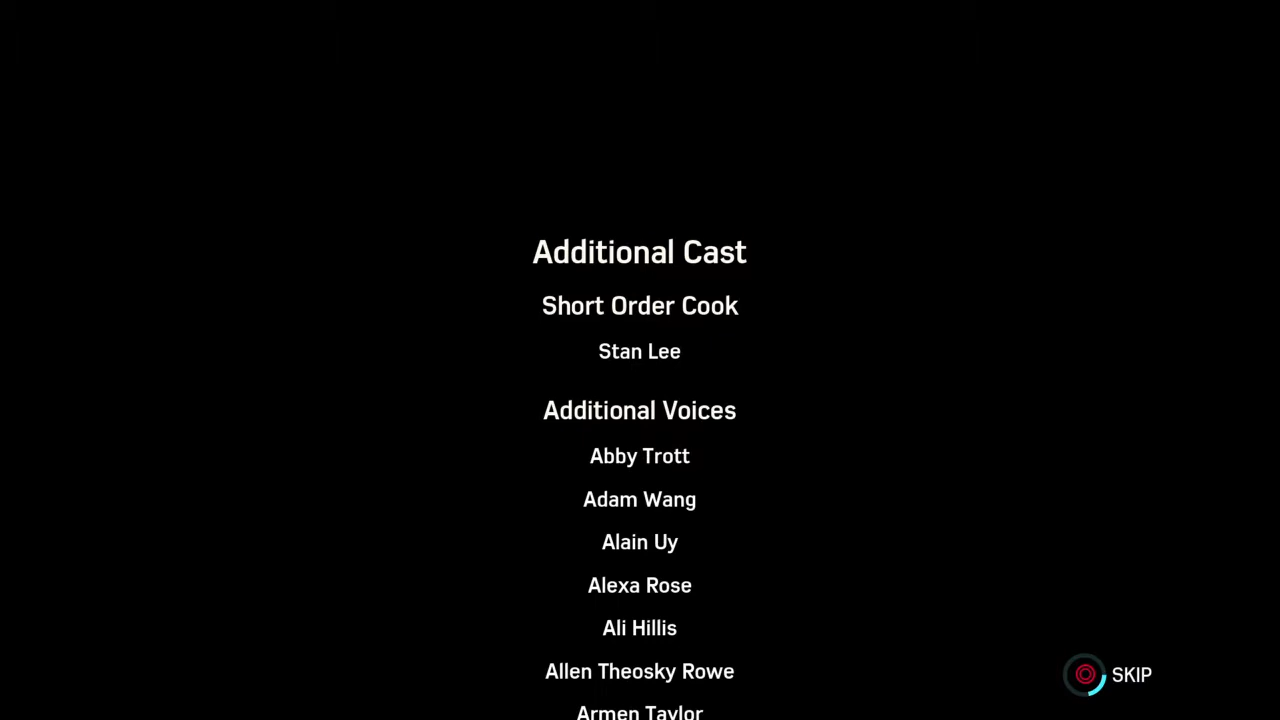 Additional Cast
Short Order Cook
Stan Lee
Additional Voices
Abby Trott
Adam Wang
Alain Uy
Alexa Rose
Ali Hillis
Allen Theosky Rowe
SKIP
Armen Taylor